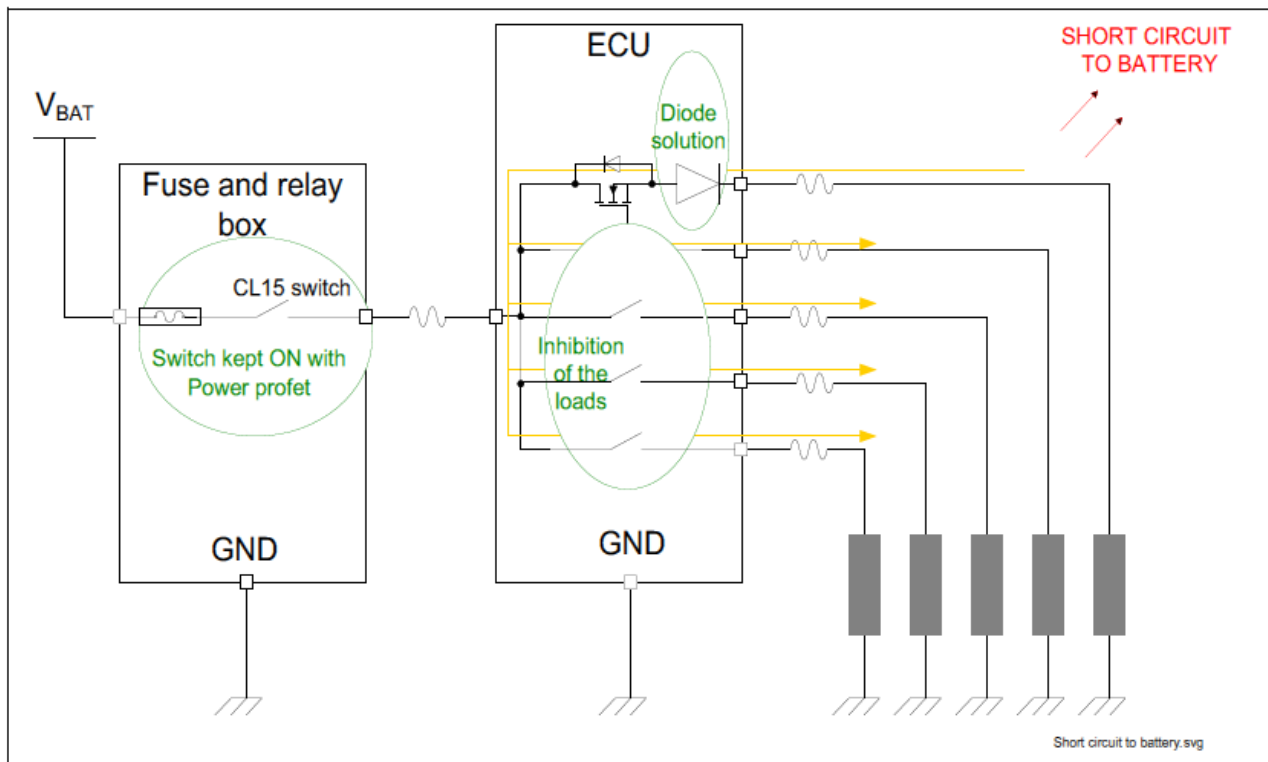 ECU
SHORT CIRCUIT
TO BATTERY
VBAT
Diode
solution
Fuse and relay
box
CL15 switch
Switch kept ON with
Power profet
Inhibition
of the
loads
GND
GND
Short circuit to battery.svg